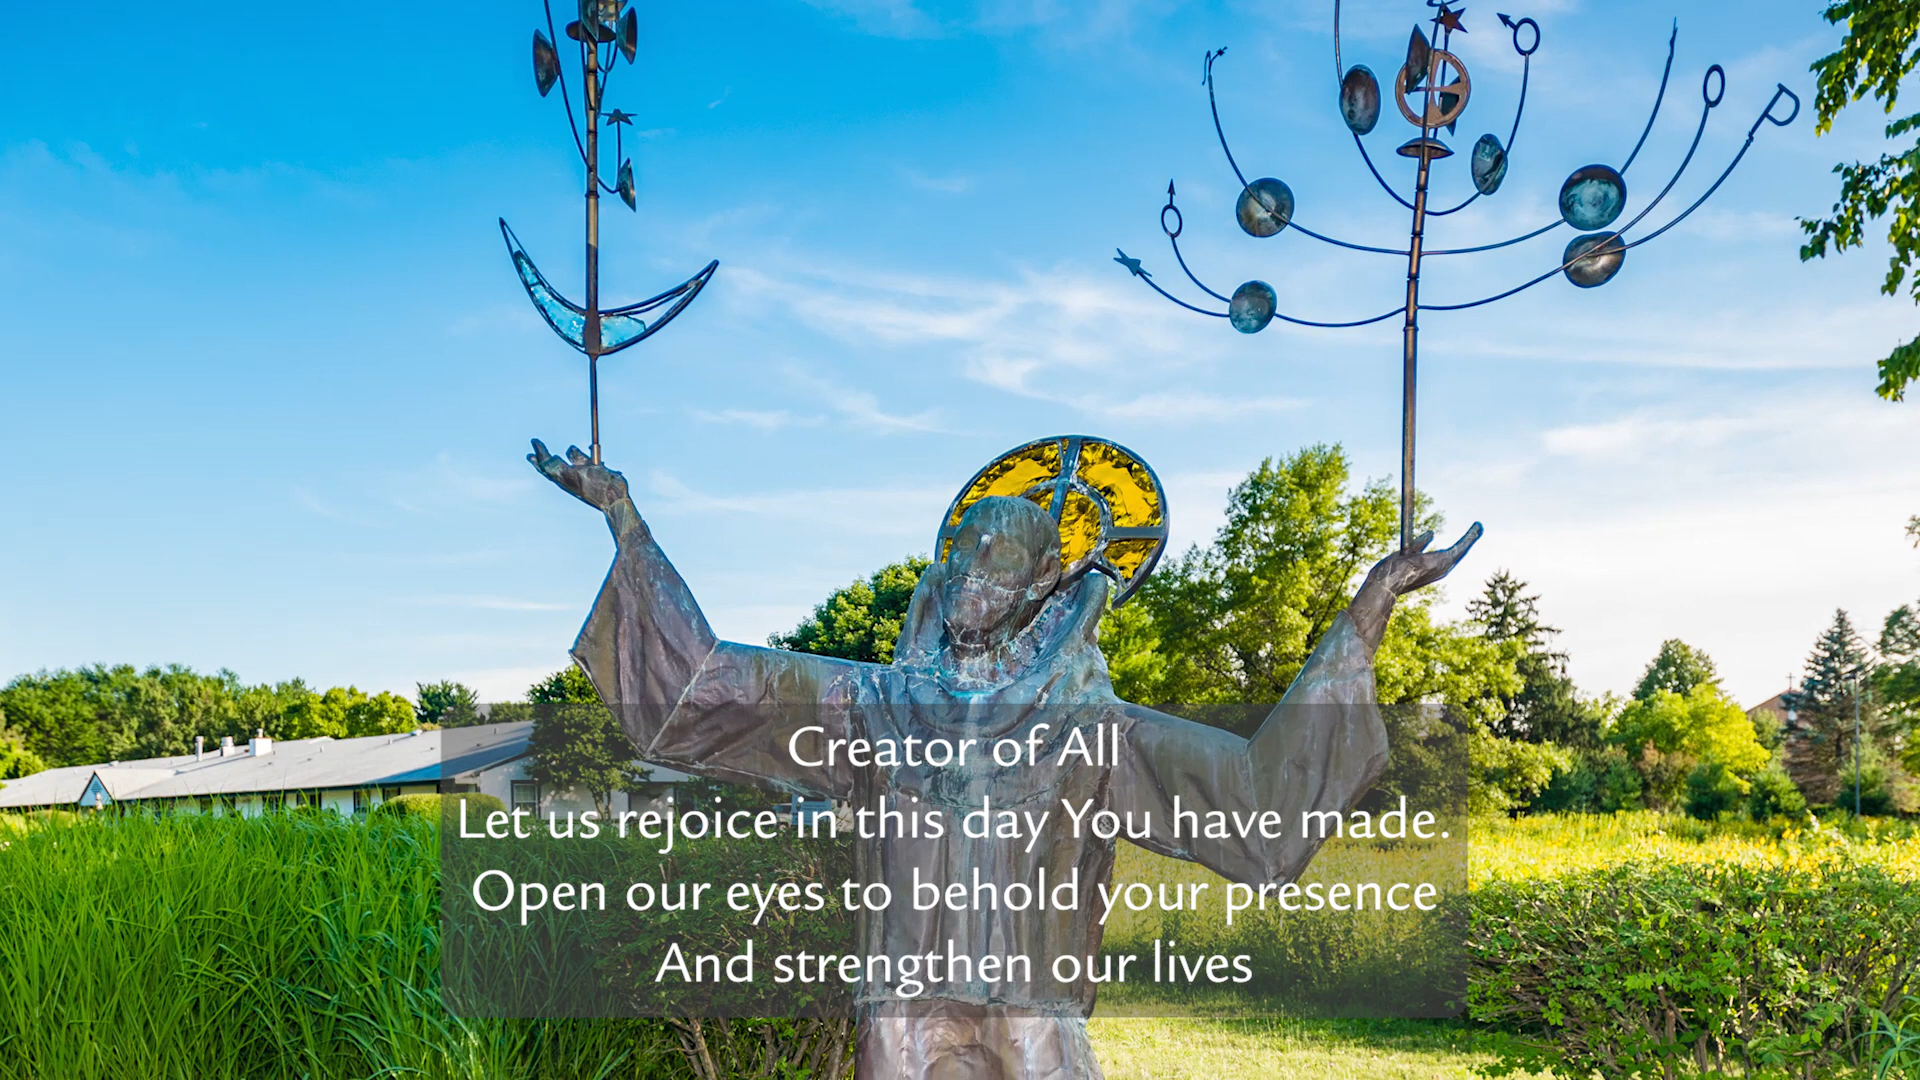 Creator of All
Let us rejoice in this day You have made.
Open our eyes to behold your presence
And strengthen our lives